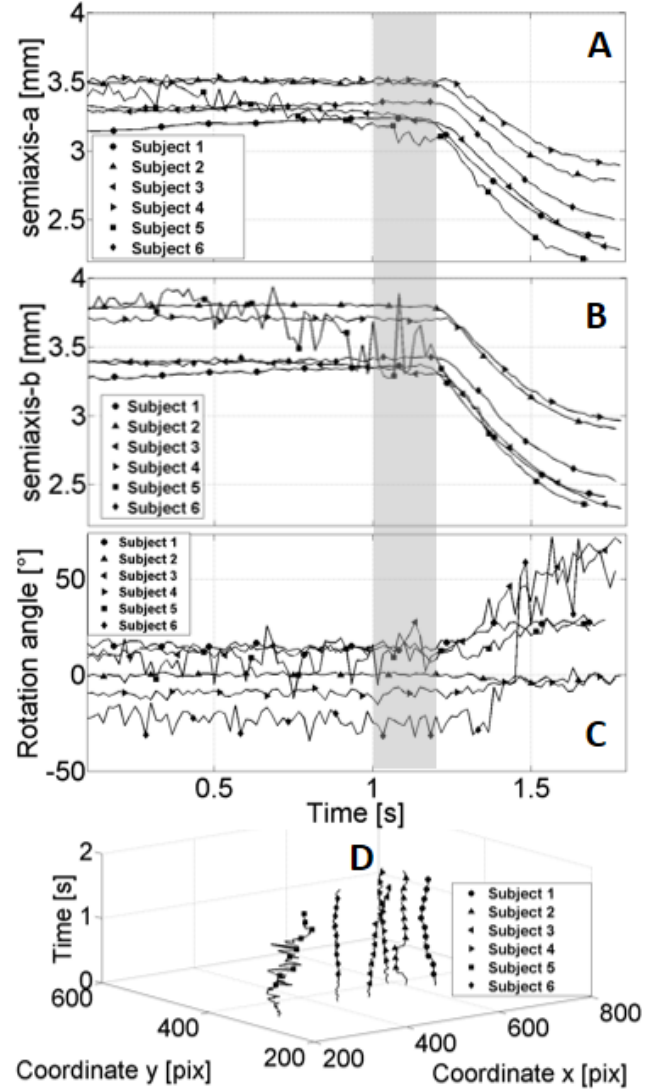 4
3.5
3
2.5
semiaxis-a [mm]
A
Subject 1
Subject 2
Subject 3
Subject 4
Subject 5
Subject 6
4
3.5
3
2.5
semiaxis-b [mm]
B
Subject 1
Subject 2
Subject 3
Subject 4
Subject 5
Subject 6
50
0
-50
Rotation angle [°]
C
Subject 1
Subject 2
Subject 3
Subject 4
Subject 5
Subject 6
0.5
1
1.5
Time [s]
D
2
1
0
Time [s]
Subject 1
Subject 2
Subject 3
Subject 4
Subject 5
Subject 6
600
400
200
Coordinate y [pix]
200
400
600
800
Coordinate x [pix]